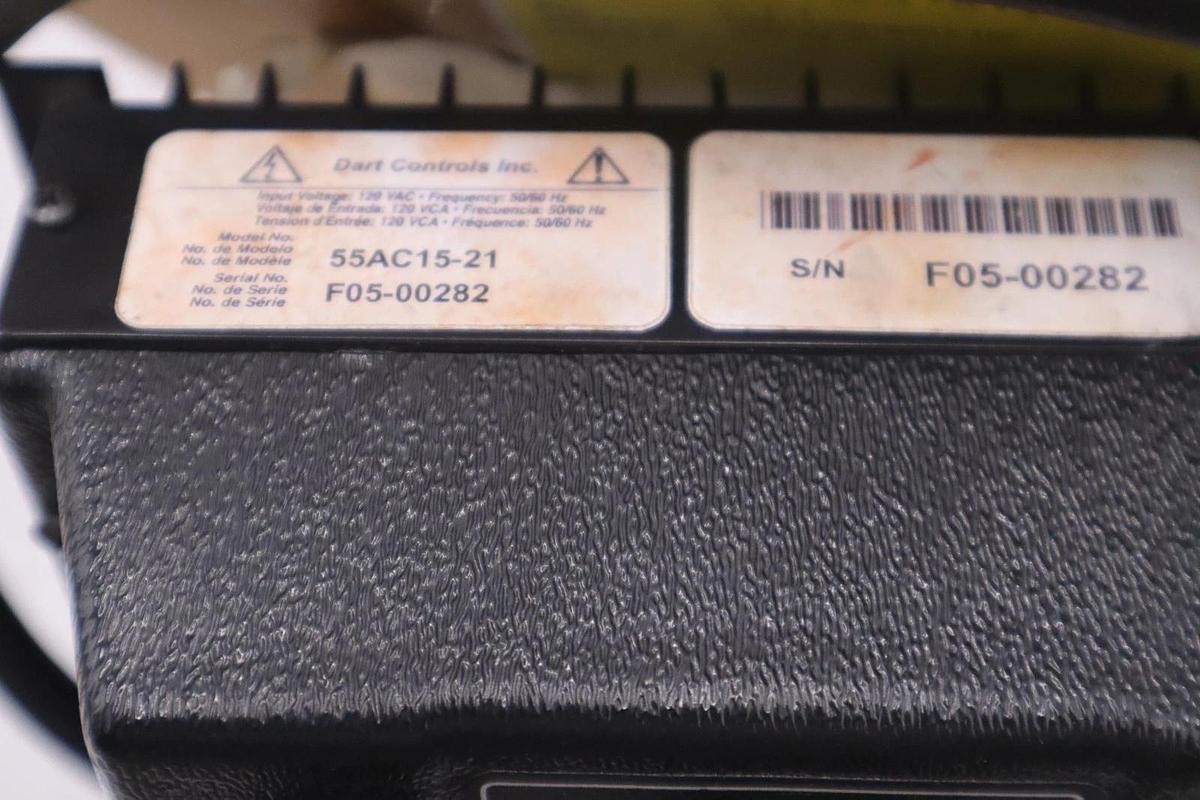 Dart Controls Inc.
Input Voltage: 120 VAC • Frequency: 50/60 Hz
Voltaje de Entrada: 120 VCA • Frecuencia: 50/60 Hz
Tension d'Entrée: 120 VCA • Fréquence: 50/60 Hz
Model No.
No. de Modelo
No. de Modèle
55AC15-21
Serial No.
No. de Serie
No. de Série
F05-00282
S/N F05-00282